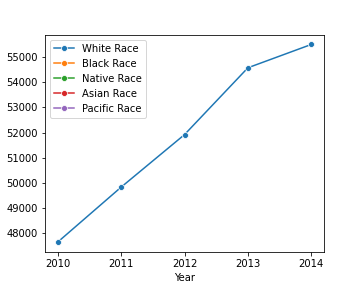 White Race
Black Race
Native Race
Asian Race
Pacific Race
55000
54000
53000
52000
51000
50000
49000
48000
2010 2011 2012 2013 2014
Year